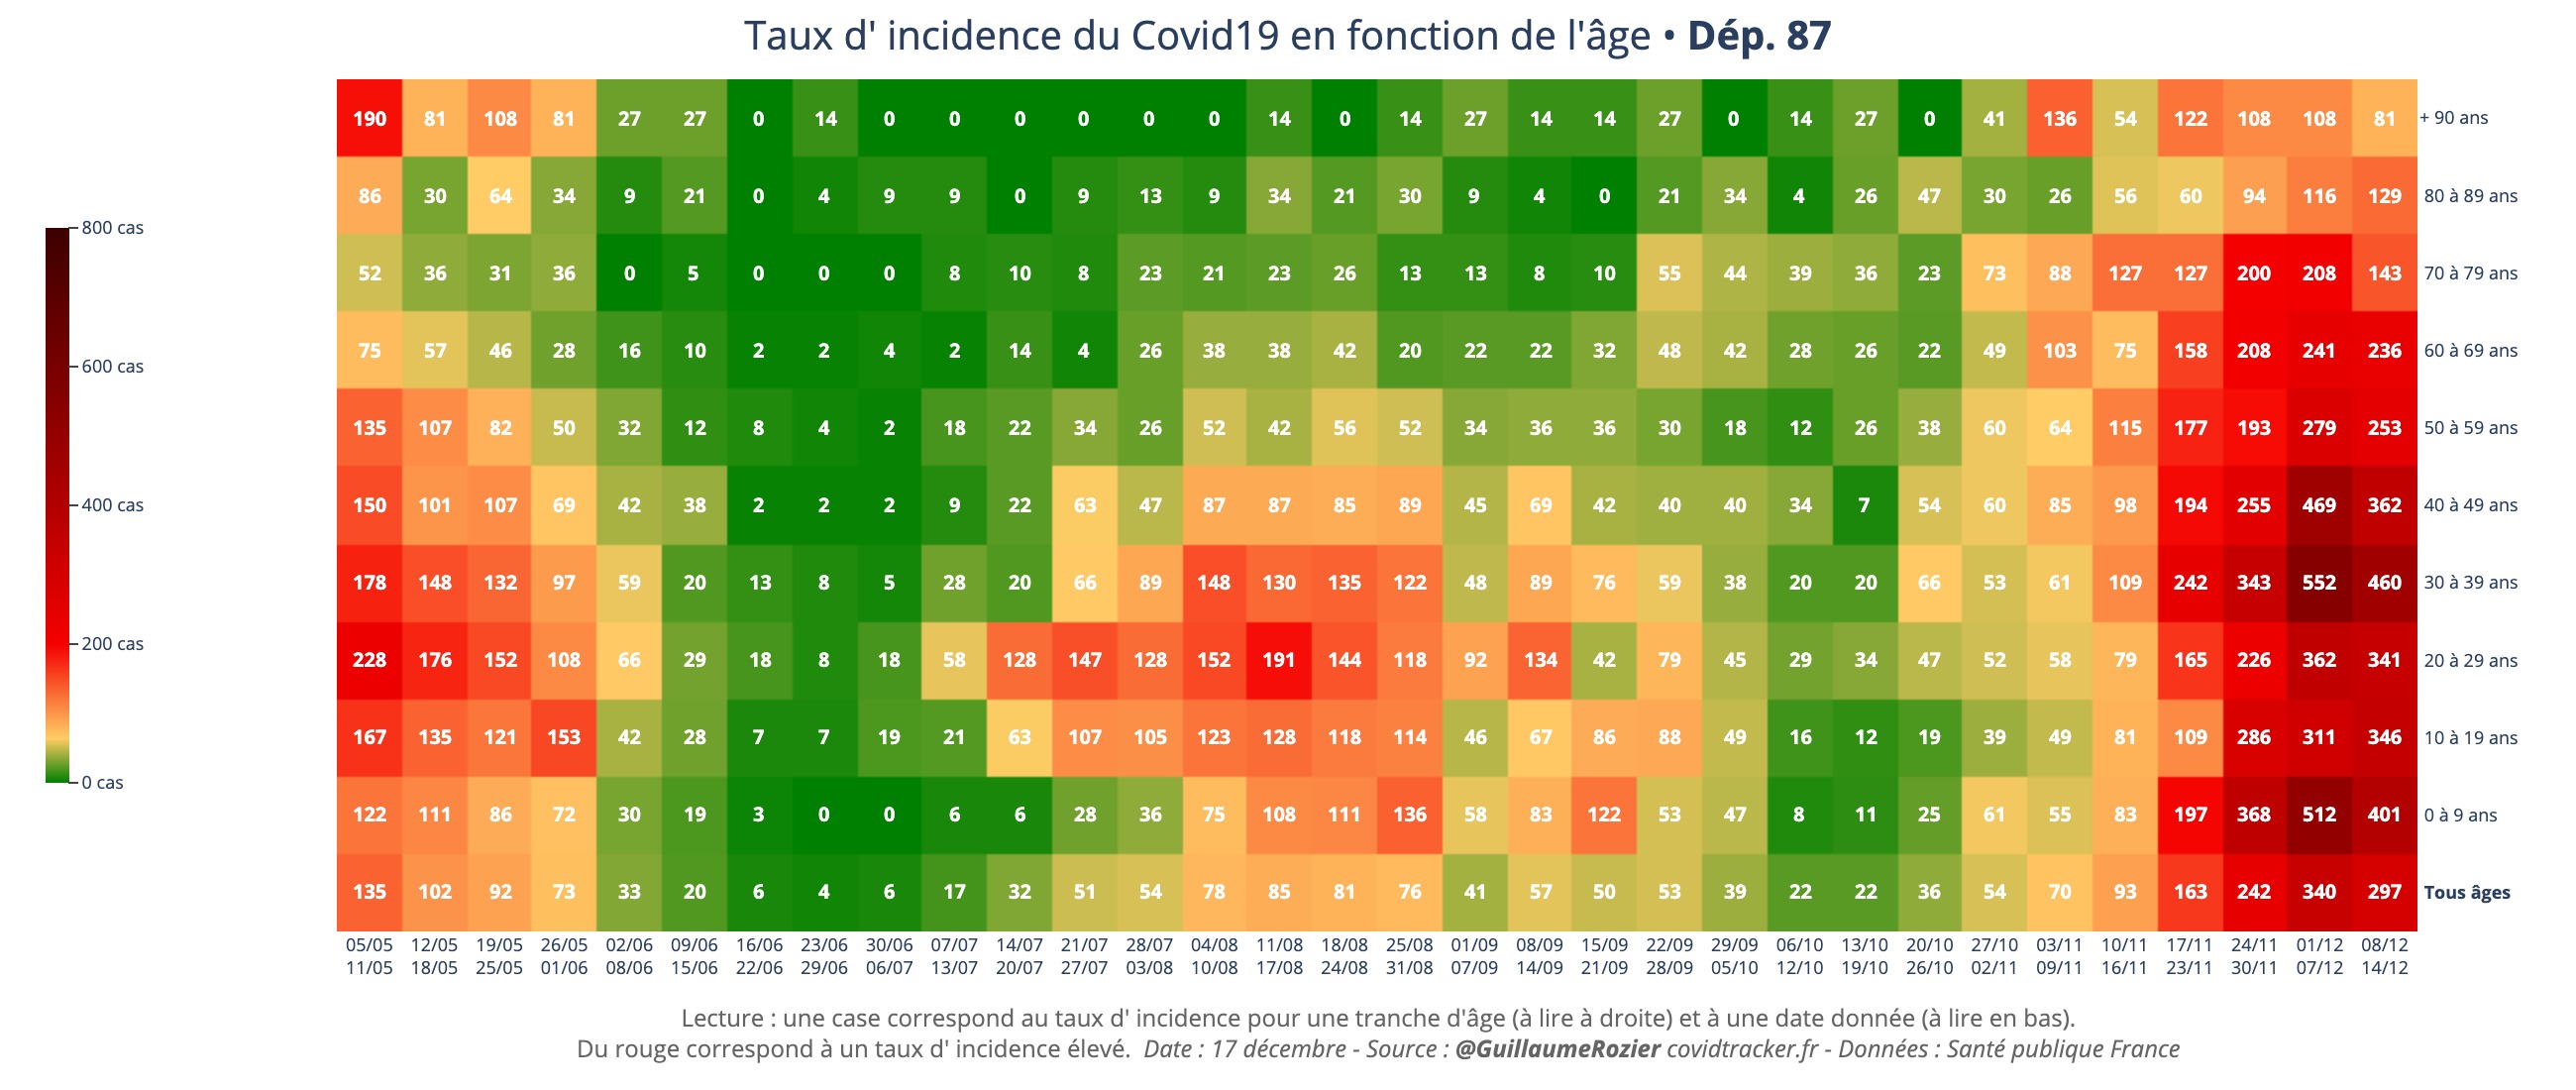 Taux d' incidence du Covid19 en fonction de l'âge • Dép. 87
800 cas
600 cas
400 cas
200 cas
0 cas
190 81 108 81 27 27 0 14 0 0 0 0 0 0 14 0 14 27 14 14 27 0 14 27 0 41 136 54 122 108 108 81 + 90 ans
86 30 64 34 9 21 0 4 9 9 0 9 13 9 34 21 30 9 4 0 21 34 4 26 47 30 26 56 60 94 116 129 80 à 89 ans
52 36 31 36 0 5 0 0 0 8 10 8 23 21 23 26 13 13 8 10 55 44 39 36 23 73 88 127 127 200 208 143 70 à 79 ans
75 57 46 28 16 10 2 2 4 2 14 4 26 38 38 42 20 22 22 32 48 42 28 26 22 49 103 75 158 208 241 236 60 à 69 ans
135 107 82 50 32 12 8 4 2 18 22 34 26 52 42 56 52 34 36 36 30 18 12 26 38 60 64 115 177 193 279 253 50 à 59 ans
150 101 107 69 42 38 2 2 2 9 22 63 47 87 87 85 89 45 69 42 40 40 34 7 54 60 85 98 194 255 469 362 40 à 49 ans
178 148 132 97 59 20 13 8 5 28 20 66 89 148 130 135 122 48 89 76 59 38 20 20 66 53 61 109 242 343 552 460 30 à 39 ans
228 176 152 108 66 29 18 8 18 58 128 147 128 152 191 144 118 92 134 42 79 45 29 34 47 52 58 79 165 226 362 341 20 à 29 ans
167 135 121 153 42 28 7 7 19 21 63 107 105 123 128 118 114 46 67 86 88 49 16 12 19 39 49 81 109 286 311 346 10 à 19 ans
122 111 86 72 30 19 3 0 0 6 6 28 36 75 108 111 136 58 83 122 53 47 8 11 25 61 55 83 197 368 512 401 0 à 9 ans
135 102 92 73 33 20 6 4 6 17 32 51 54 78 85 81 76 41 57 50 53 39 22 22 36 54 70 93 163 242 340 297 Tous âges
05/05 12/05 19/05 26/05 02/06 09/06 16/06 23/06 30/06 07/07 14/07 21/07 28/07 04/08 11/08 18/08 25/08 01/09 08/09 15/09 22/09 29/09 06/10 13/10 20/10 27/10 03/11 10/11 17/11 24/11 01/12 08/12
11/05 18/05 25/05 01/06 08/06 15/06 22/06 29/06 06/07 13/07 20/07 27/07 03/08 10/08 17/08 24/08 31/08 07/09 14/09 21/09 28/09 05/10 12/10 19/10 26/10 02/11 09/11 16/11 23/11 30/11 07/12 14/12
Lecture : une case correspond au taux d' incidence pour une tranche d'âge (à lire à droite) et à une date donnée (à lire en bas).
Du rouge correspond à un taux d' incidence élevé. Date : 17 décembre - Source : @GuillaumeRozier covidtracker.fr - Données : Santé publique France